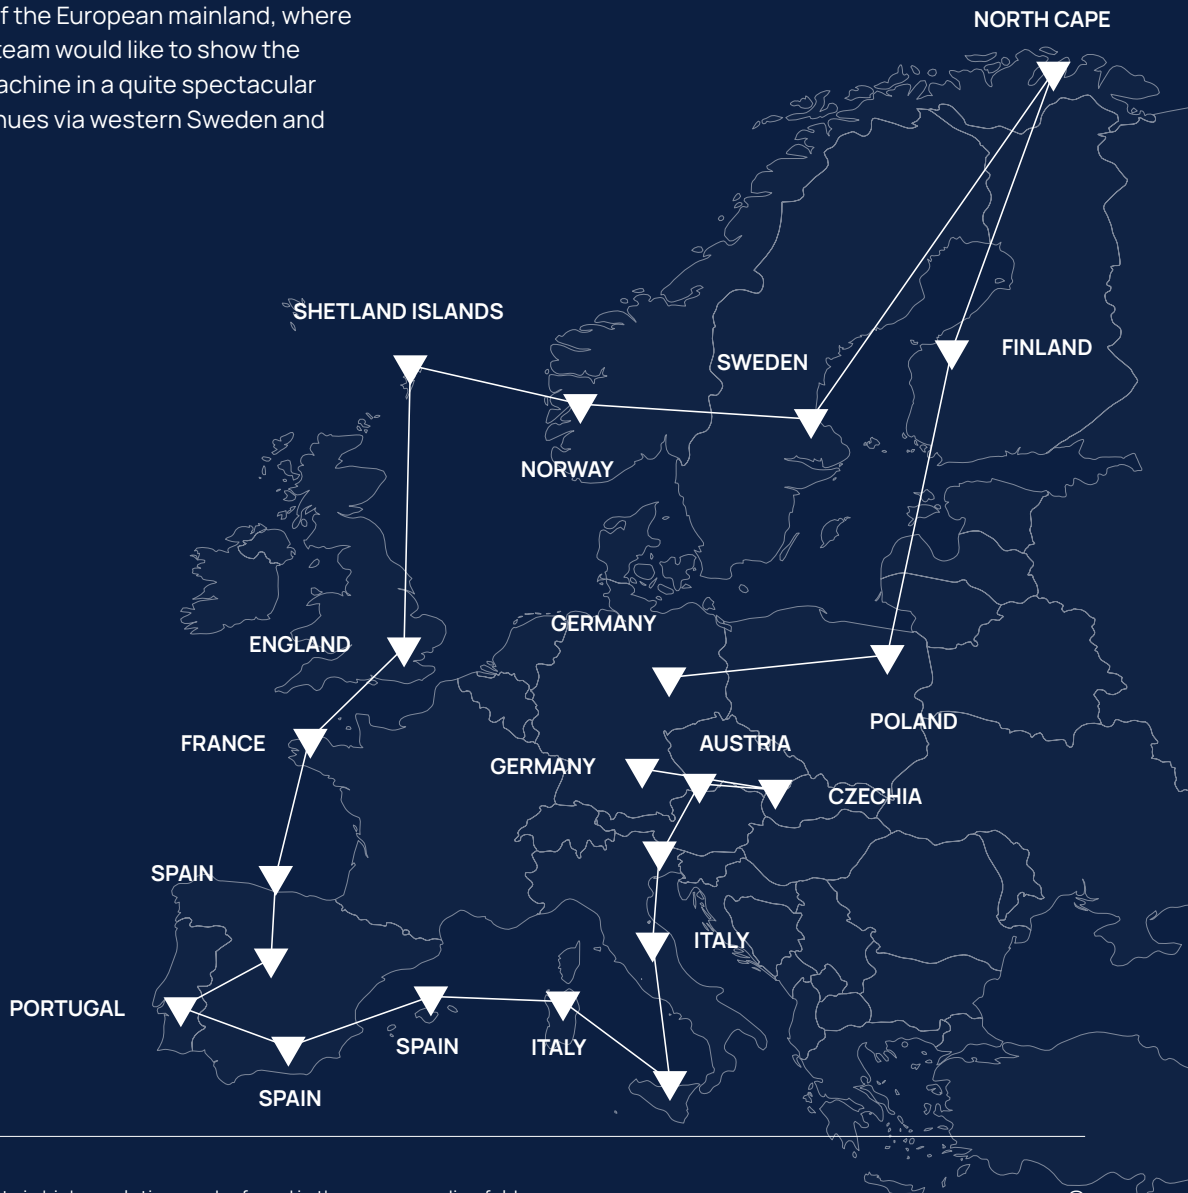 f the European mainland, where
team would like to show the
achine in a quite spectacular
nues via western Sweden and
NORTH CAPE
SHETLAND ISLANDS
SWEDEN
FINLAND
NORWAY
GERMANY
ENGLAND
POLAND
FRANCE
AUSTRIA
GERMANY
CZECHIA
SPAIN
ITALY
PORTUGAL
SPAIN
ITALY
SPAIN